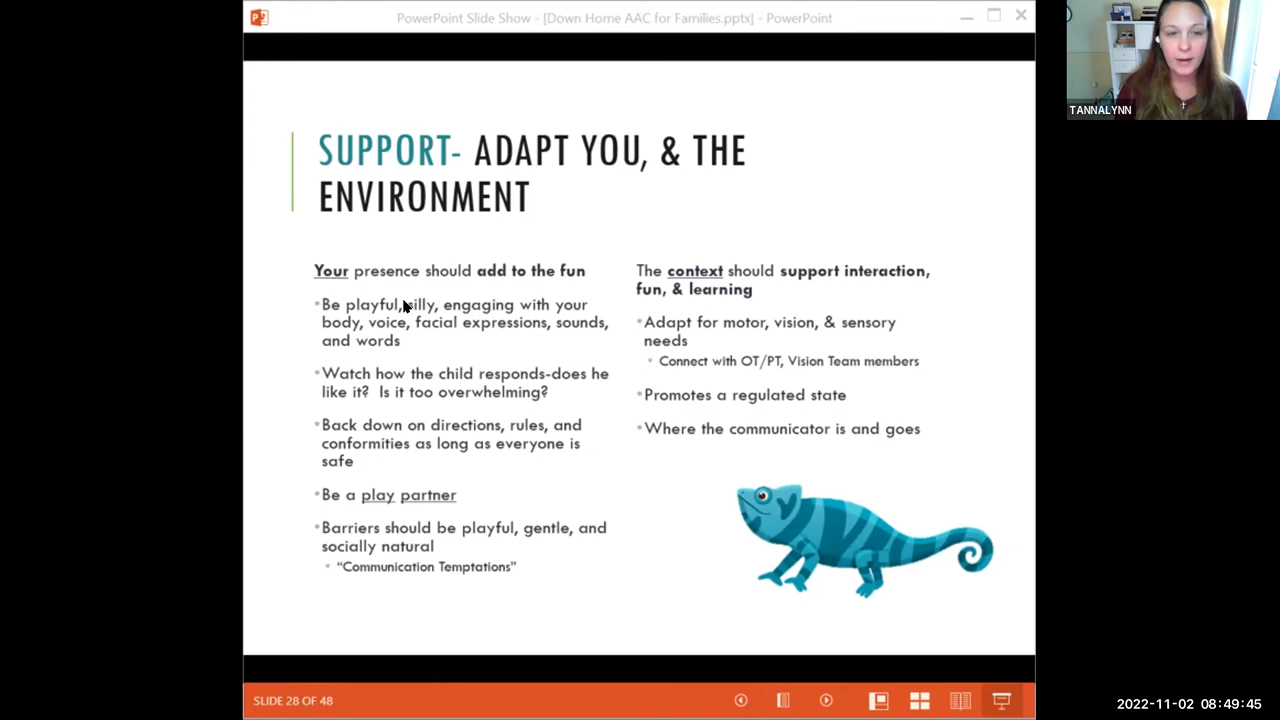 PowerPoint Slide Show - [Down Home AAC for Families.pptx] - PowerPoint
TANNALYNN
SUPPORT- ADAPT YOU, & THE
ENVIRONMENT
Your presence should add to the fun
Be playful, silly, engaging with your
body, voice, facial expressions, sounds,
and words
Watch how the child responds-does he
like it? Is it too overwhelming?
Back down on directions, rules, and
conformities as long as everyone is
safe
Be a play partner
Barriers should be playful, gentle, and
socially natural
"Communication Temptations"
The context should support interaction,
fun, & learning
Adapt for motor, vision, & sensory
needs
Connect with OT/PT, Vision Team members
Promotes a regulated state
Where the communicator is and goes
SLIDE 28 OF 48
2022-11-02 08:49:45